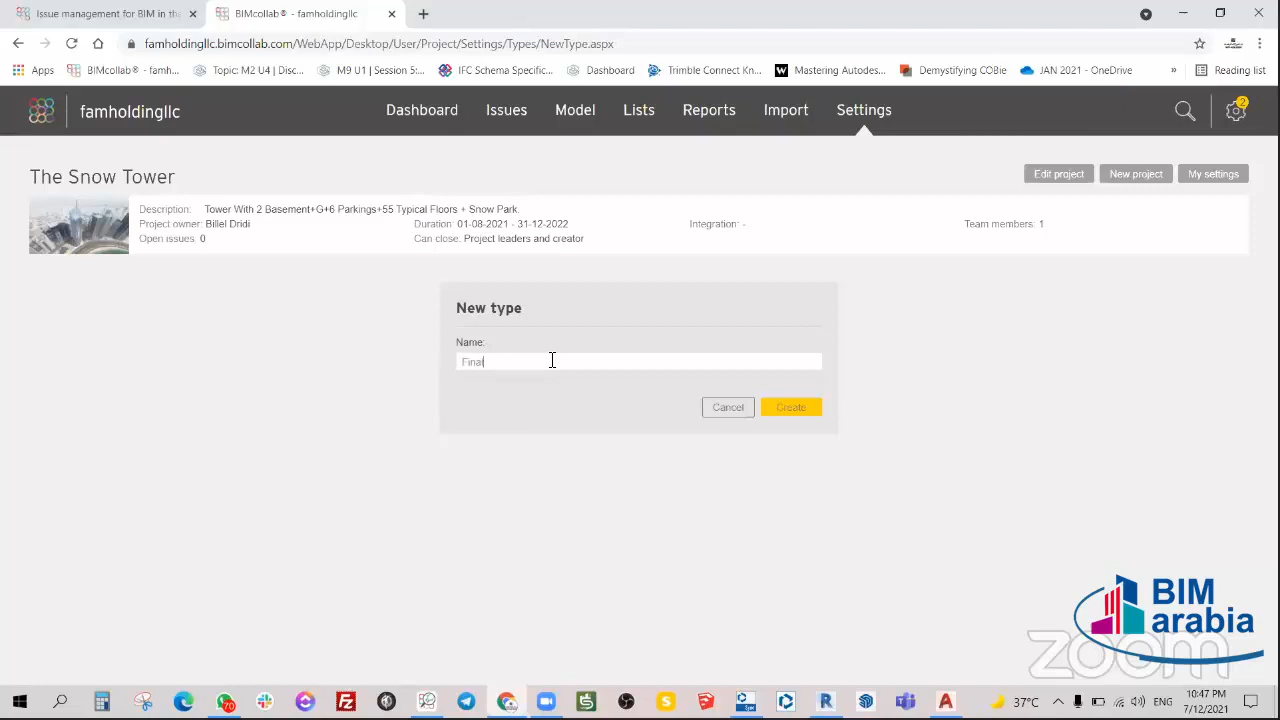 Issue management for BIM in th
BIMcollab® - famholdingllc
famholdingllc.bimcollab.com/WebApp/Desktop/User/Project/Settings/Types/NewType.aspx
Apps
BIMcollab® - famh...
Topic: M2 U4 | Disc...
M9 U1 | Session 5:...
IFC Schema Specific...
Dashboard
Trimble Connect Kn...
Mastering Autodes...
Demystifying COBie
JAN 2021 - OneDrive
»
Reading list
famholdingllc
Dashboard
Issues
Model
Lists
Reports
Import
Settings
2
The Snow Tower
Edit project
New project
My settings
Description: Tower With 2 Basement+G+6 Parkings+55 Typical Floors + Snow Park.
Project owner: Billel Dridi
Duration: 01-08-2021 - 31-12-2022
Integration: -
Team members: 1
Open issues: 0
Can close: Project leaders and creator
New type
Name:
Final
Cancel
Create
BIM
arabia
zoom
70
37°C
ENG
10:47 PM
7/12/2021